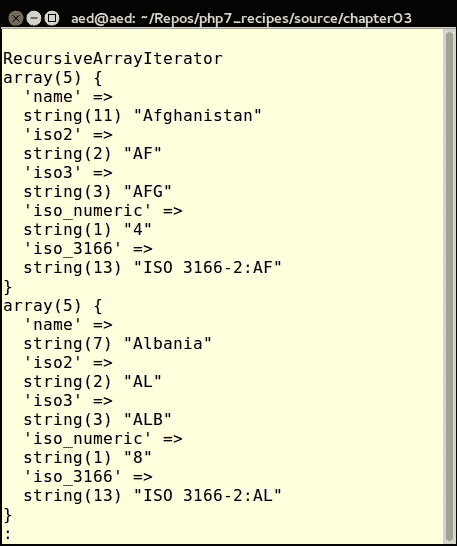 aed@aed: ~/Repos/php7_recipes/source/chapter03
RecursiveArrayIterator
array(5) {
  'name' =>
  string(11) "Afghanistan"
  'iso2' =>
  string(2) "AF"
  'iso3' =>
  string(3) "AFG"
  'iso_numeric' =>
  string(1) "4"
  'iso_3166' =>
  string(13) "ISO 3166-2:AF"
}
array(5) {
  'name' =>
  string(7) "Albania"
  'iso2' =>
  string(2) "AL"
  'iso3' =>
  string(3) "ALB"
  'iso_numeric' =>
  string(1) "8"
  'iso_3166' =>
  string(13) "ISO 3166-2:AL"
}
: